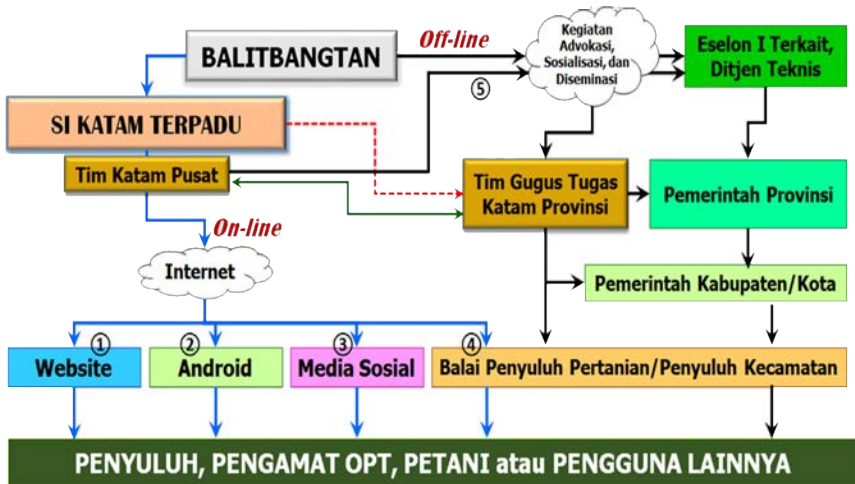 BALITBANGTAN
Off-line
Kegiatan
Advokasi,
Sosialisasi, dan
Diseminasi
Eselon I Terkait,
Ditjen Teknis
⑤
SI KATAM TERPADU
Tim Katam Pusat
Tim Gugus Tugas
Katam Provinsi
Pemerintah Provinsi
On-line
Internet
Pemerintah Kabupaten/Kota
①
②
③
④
Website
Android
Media Sosial
Balai Penyuluh Pertanian/Penyuluh Kecamatan
PENYULUH, PENGAMAT OPT, PETANI atau PENGGUNA LAINNYA